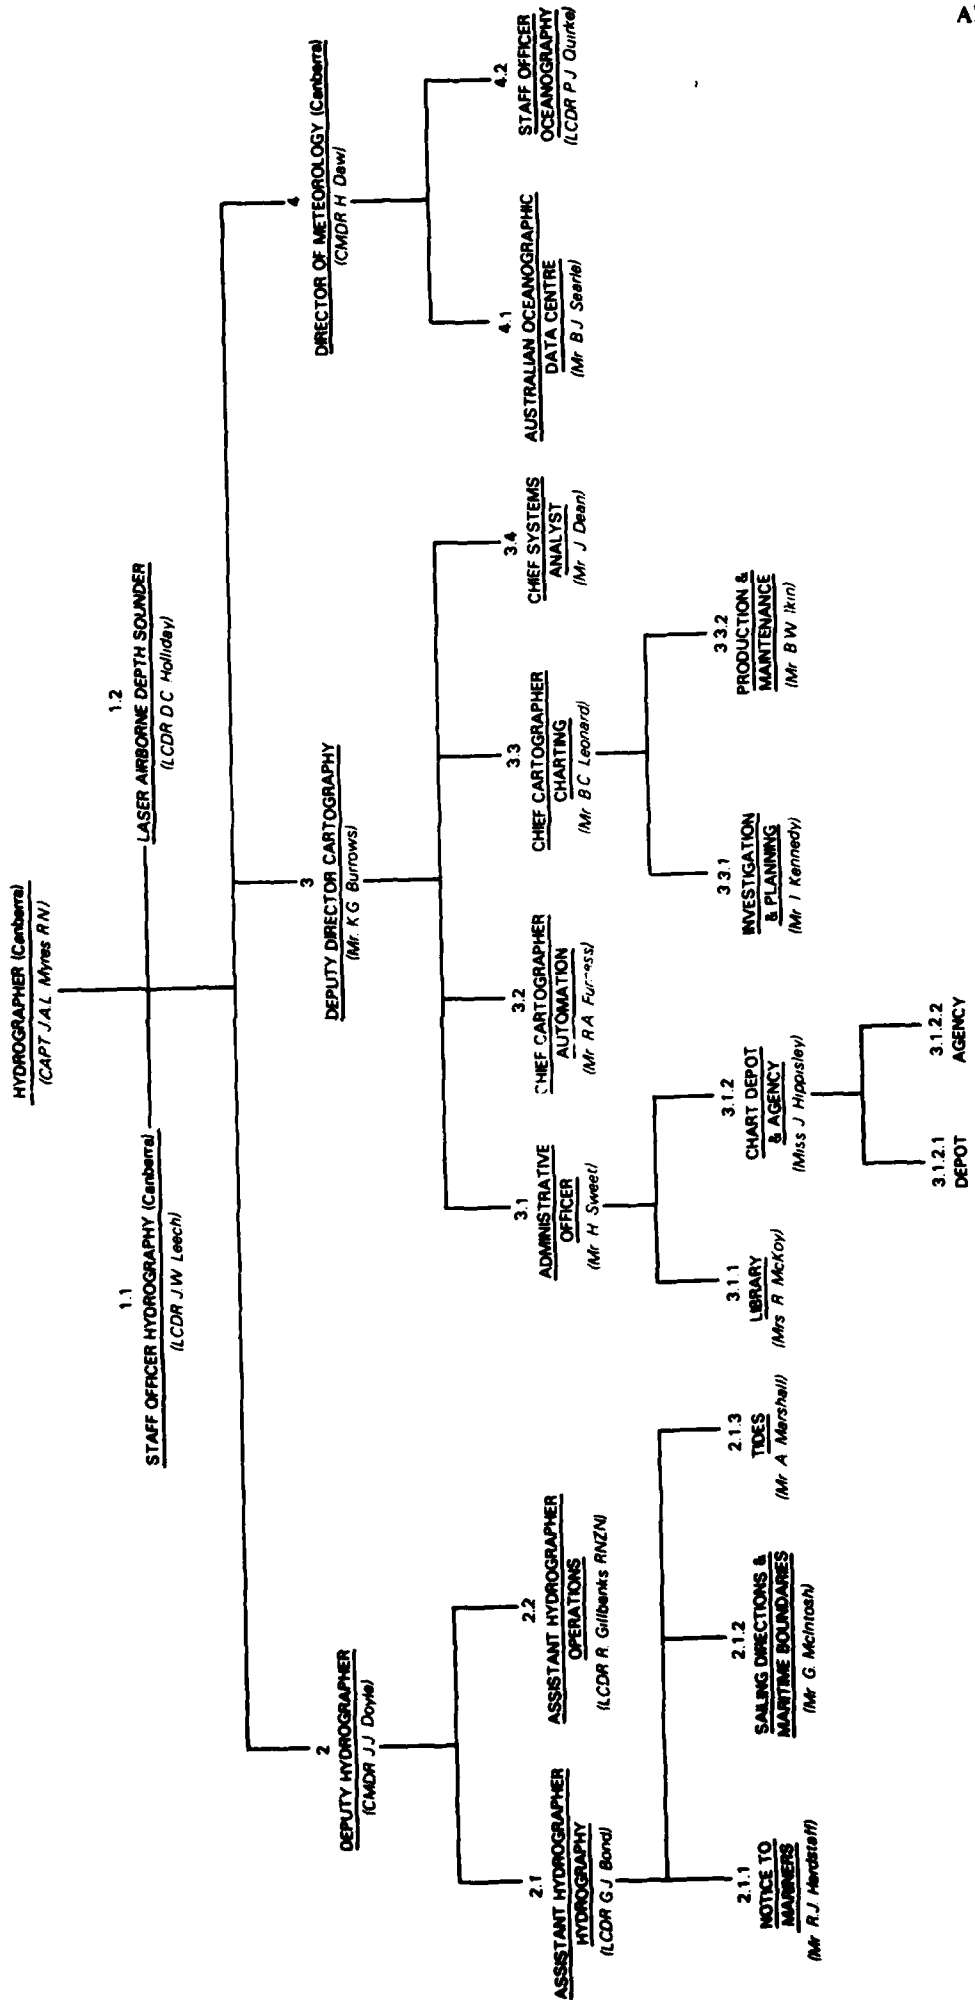 HYDROGRAPHER (Canberra)
(CAPT J.A.L. Myres RN)
1.1
STAFF OFFICER HYDROGRAPHY (Canberra)
(LCDR J.W Leech)
1.2
LASER AIRBORNE DEPTH SOUNDER
(LCDR D C Holliday)
2
DEPUTY HYDROGRAPHER
(CMDR J J Doyle)
3
DEPUTY DIRECTOR CARTOGRAPHY
(Mr. K G Burrows)
4
DIRECTOR OF METEOROLOGY (Canberra)
(CMDR H Daw)
2.1
ASSISTANT HYDROGRAPHER
HYDROGRAPHY
(LCDR G J Bond)
2.2
ASSISTANT HYDROGRAPHER
OPERATIONS
(LCDR R. Gillbanks RNZN)
3.1
ADMINISTRATIVE
OFFICER
(Mr H Sweet)
3.2
CHIEF CARTOGRAPHER
AUTOMATION
(Mr R A Furness)
3.3
CHIEF CARTOGRAPHER
CHARTING
(Mr B C Leonard)
3.4
CHIEF SYSTEMS
ANALYST
(Mr J Dean)
4.1
AUSTRALIAN OCEANOGRAPHIC
DATA CENTRE
(Mr B J Searle)
4.2
STAFF OFFICER
OCEANOGRAPHY
(LCDR P J Quirke)
2.1.1
NOTICE TO
MARINERS
(Mr R.J. Hardstaff)
2.1.2
SAILING DIRECTIONS &
MARITIME BOUNDARIES
(Mr G. McIntosh)
2.1.3
TIDES
(Mr A Marshall)
3.1.1
LIBRARY
(Mrs R McKoy)
3.1.2
CHART DEPOT
& AGENCY
(Miss J Hippisley)
3 3.1
INVESTIGATION
& PLANNING
(Mr I Kennedy)
3 3.2
PRODUCTION &
MAINTENANCE
(Mr B W Ikin)
3.1.2.1
DEPOT
3.1.2.2
AGENCY